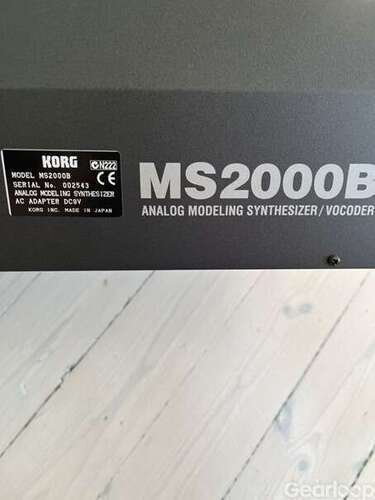 KORG
N222
MODEL MS2000B
CE
SERIAL No. 002543
ANALOG MODELING SYNTHESIZER
AC ADAPTER DC9V
KORG INC. MADE IN JAPAN
MS2000B
ANALOG MODELING SYNTHESIZER/VOCODER
Gearloop